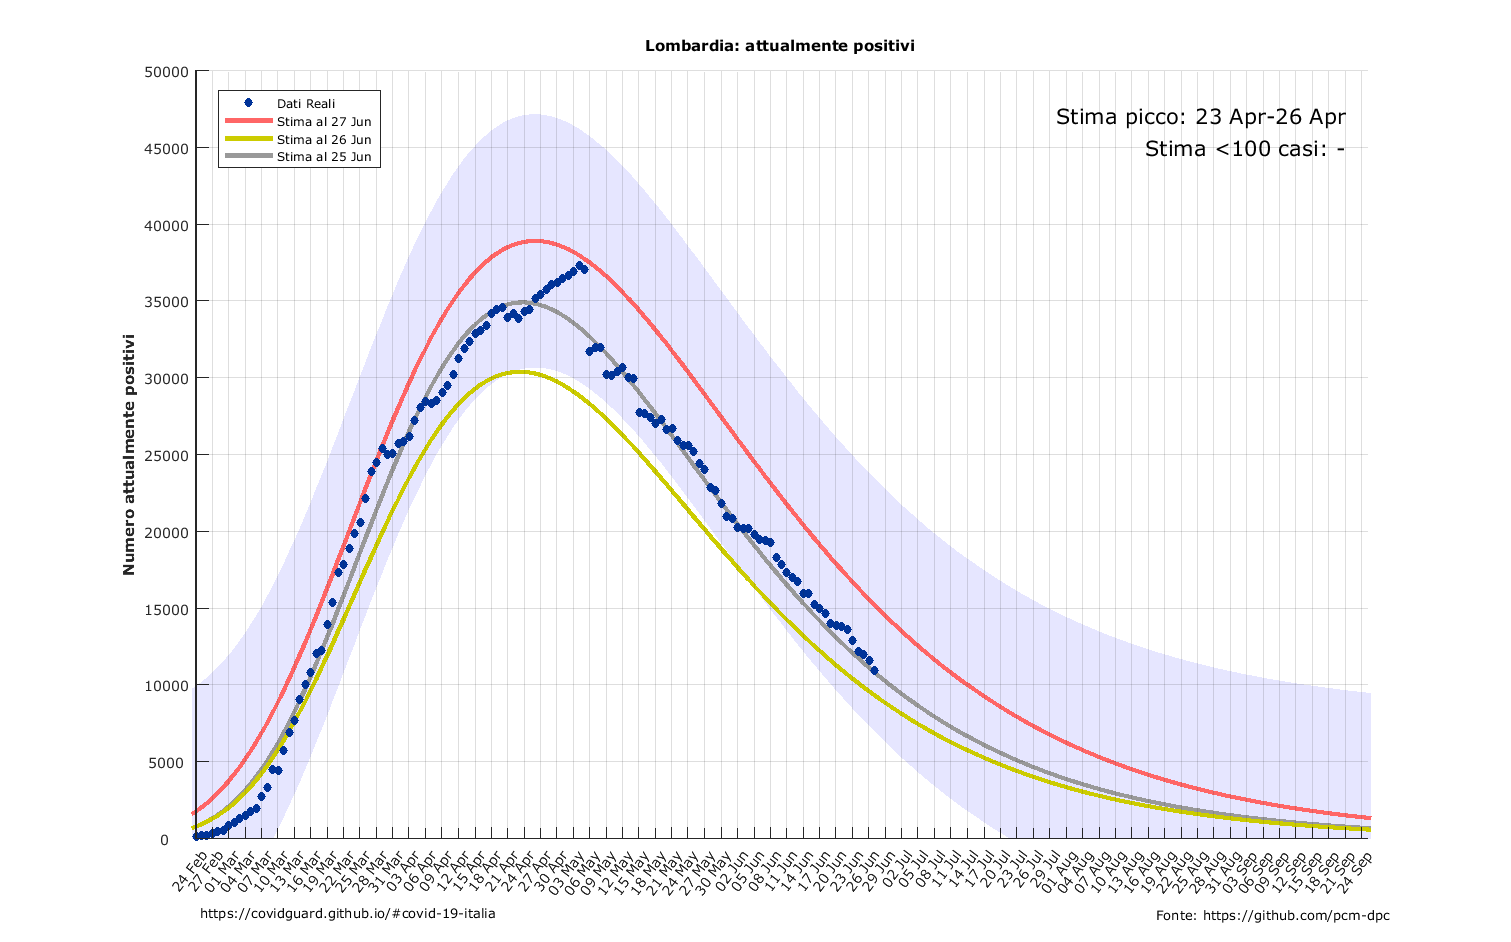 Lombardia: attualmente positivi
50000
45000
40000
35000
30000
25000
20000
15000
10000
5000
0
Numero attualmente positivi
Dati Reali
Stima al 27 Jun
Stima al 26 Jun
Stima al 25 Jun
Stima picco: 23 Apr-26 Apr
Stima <100 casi: -
24 Feb
27 Feb
01 Mar
04 Mar
07 Mar
10 Mar
13 Mar
16 Mar
19 Mar
22 Mar
25 Mar
28 Mar
31 Mar
03 Apr
06 Apr
09 Apr
12 Apr
15 Apr
18 Apr
21 Apr
24 Apr
27 Apr
30 Apr
03 May
06 May
09 May
12 May
15 May
18 May
21 May
24 May
27 May
30 May
02 Jun
05 Jun
08 Jun
11 Jun
14 Jun
17 Jun
20 Jun
23 Jun
26 Jun
29 Jun
02 Jul
05 Jul
08 Jul
11 Jul
14 Jul
17 Jul
20 Jul
23 Jul
26 Jul
29 Jul
01 Aug
04 Aug
07 Aug
10 Aug
13 Aug
16 Aug
19 Aug
22 Aug
25 Aug
28 Aug
31 Aug
03 Sep
06 Sep
09 Sep
12 Sep
15 Sep
18 Sep
21 Sep
24 Sep
https://covidguard.github.io/#covid-19-italia
Fonte: https://github.com/pcm-dpc